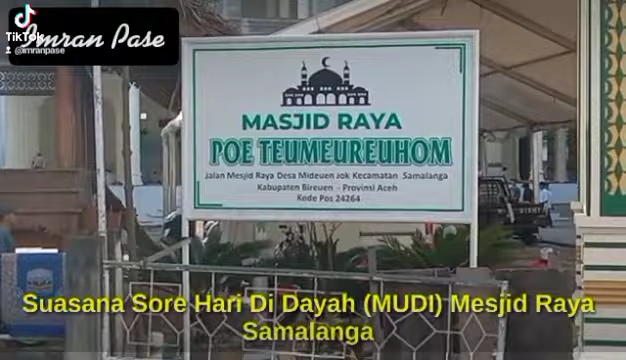 Imran Pase
TikTok
@imranpase
MASJID RAYA
POE TEUMEUREUHOM
Jalan Mesjid Raya Desa Mideuen Jok Kecamatan Samalanga
Kabupaten Bireuen - Provinsi Aceh
Kode Pos 24264
Suasana Sore Hari Di Dayah (MUDI) Mesjid Raya
Samalanga